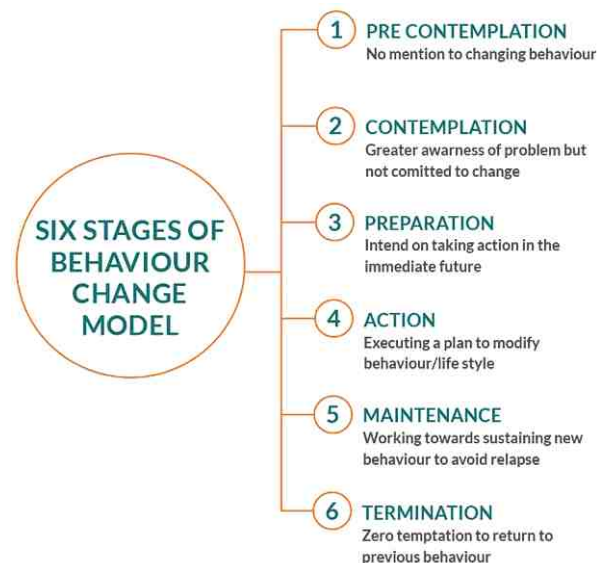 SIX STAGES OF
BEHAVIOUR
CHANGE
MODEL
1 PRE CONTEMPLATION
No mention to changing behaviour
2 CONTEMPLATION
Greater awarness of problem but
not comitted to change
3 PREPARATION
Intend on taking action in the
immediate future
4 ACTION
Executing a plan to modify
behaviour/life style
5 MAINTENANCE
Working towards sustaining new
behaviour to avoid relapse
6 TERMINATION
Zero temptation to return to
previous behaviour